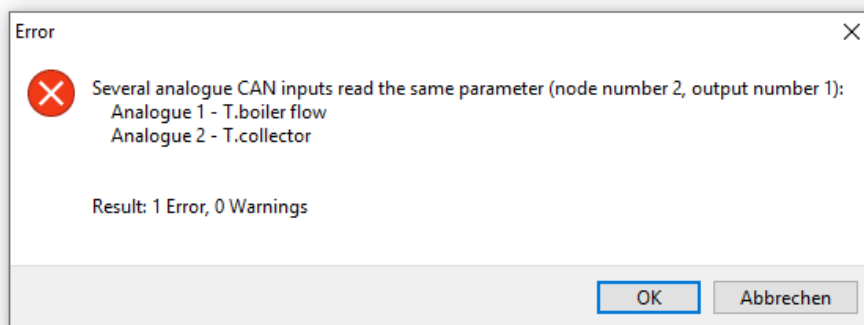 Error
Several analogue CAN inputs read the same parameter (node number 2, output number 1):
Analogue 1 - T.boiler flow
Analogue 2 - T.collector
Result: 1 Error, 0 Warnings
OK
Abbrechen